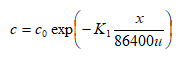 c = c₀ exp(−K₁ x / 86400u)